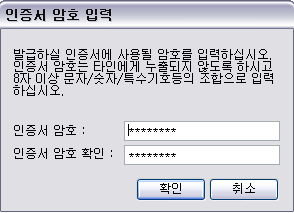 인증서 암호 입력
발급하실 인증서에 사용될 암호를 입력하십시오.
인증서 암호는 타인에게 누출되지 않도록 하시고
8자 이상 문자/숫자/특수기호등의 조합으로 입력
하십시오.
인증서 암호 : ********
인증서 암호 확인 : ********
확인 취소